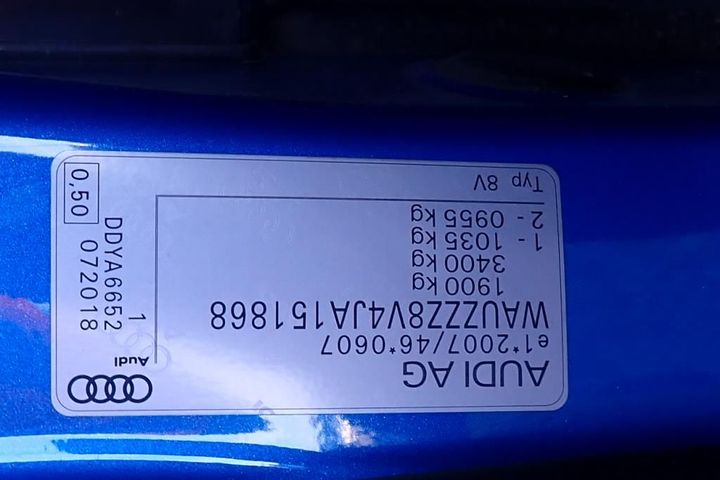 AUDI AG
e1*2007/46*0607
WAUZZZ8V4JA151868
1900 kg
3400 kg
1 - 1035 kg
2 - 0955 kg
Typ 8V
Audi
1
072018
DDYA6652
0,50